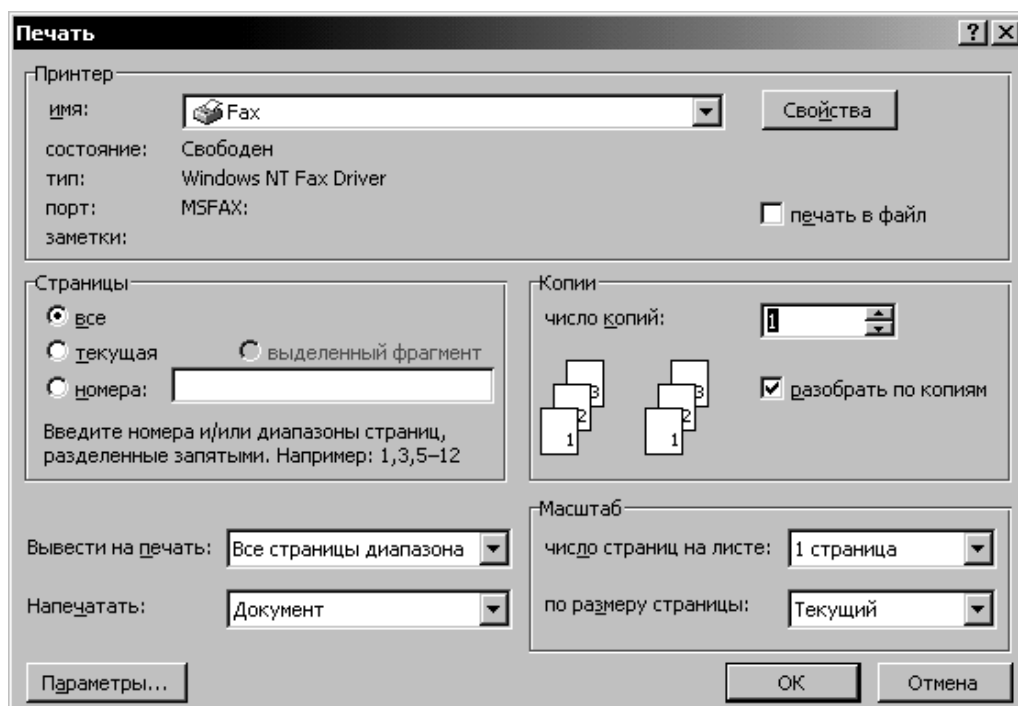 Печать
Принтер
имя: Fax Свойства
состояние: Свободен
тип: Windows NT Fax Driver
порт: MSFAX: печать в файл
заметки:
Страницы
все
текущая выделенный фрагмент
номера:
Введите номера и/или диапазоны страниц,
разделенные запятыми. Например: 1,3,5–12
Копии
число копий: 1
3 3
2 2
1 1
разобрать по копиям
Вывести на печать: Все страницы диапазона
Напечатать: Документ
Масштаб
число страниц на листе: 1 страница
по размеру страницы: Текущий
Параметры... ОК Отмена